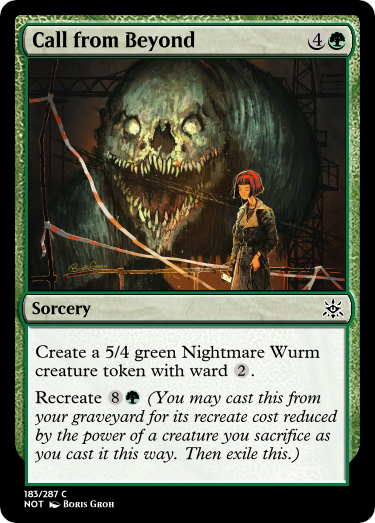 Call from Beyond 4
Sorcery
Create a 5/4 green Nightmare Wurm
creature token with ward 2.
Recreate 8 (You may cast this from
your graveyard for its recreate cost reduced
by the power of a creature you sacrifice as
you cast it this way. Then exile this.)
183/287 C
NOT Boris Groh